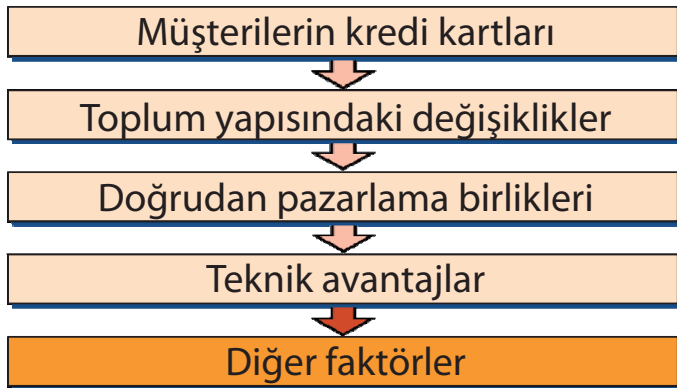 Müşterilerin kredi kartları
Toplum yapısındaki değişiklikler
Doğrudan pazarlama birlikleri
Teknik avantajlar
Diğer faktörler